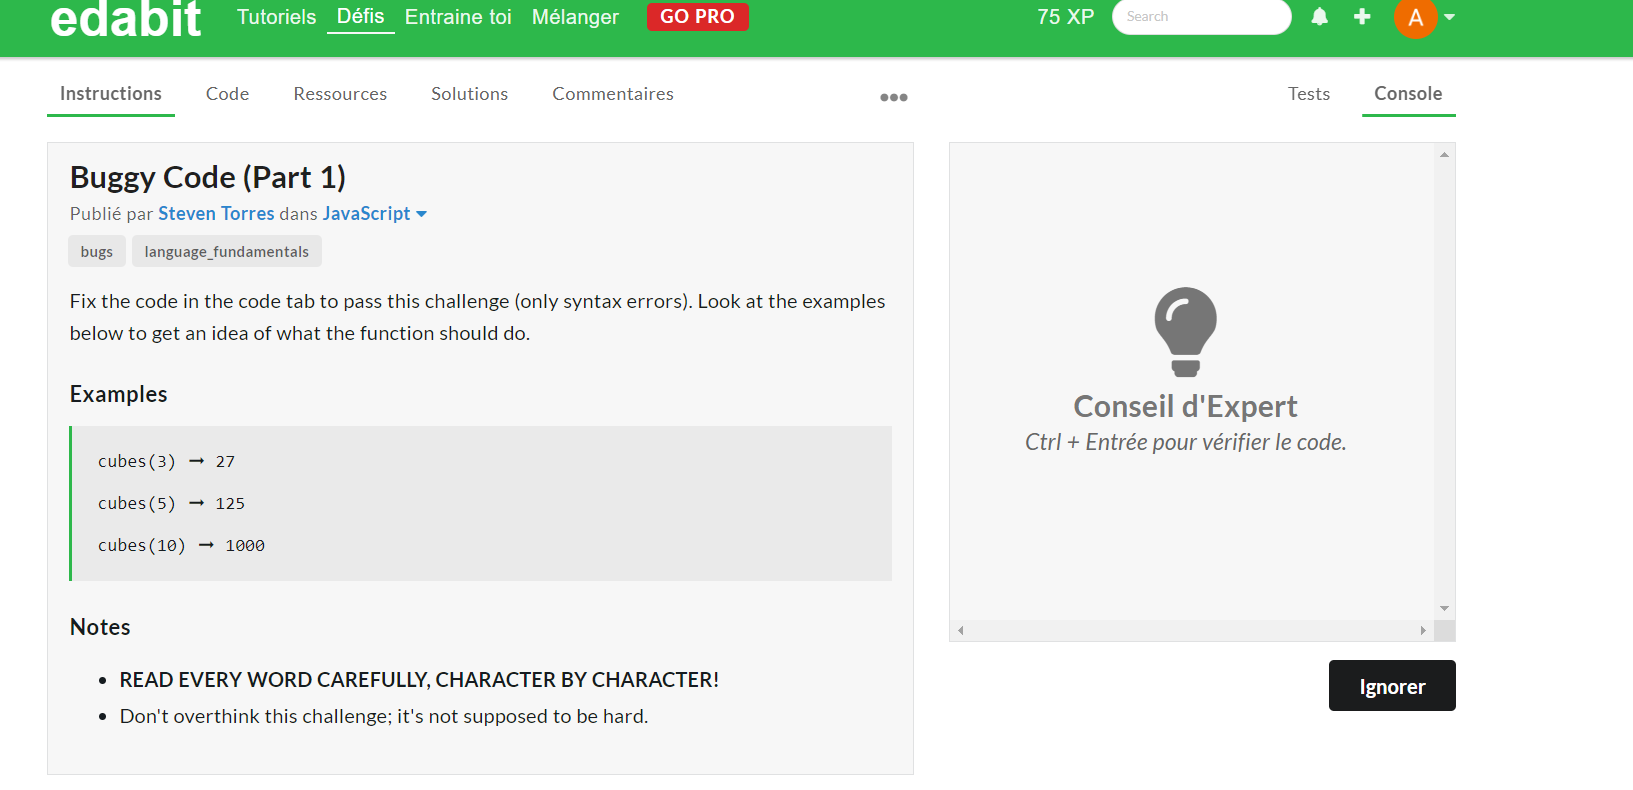 edabit Tutoriels Défis Entraine toi Mélanger GO PRO 75 XP Search A
Instructions Code Ressources Solutions Commentaires ••• Tests Console
Buggy Code (Part 1)
Publié par Steven Torres dans JavaScript
bugs language_fundamentals
Fix the code in the code tab to pass this challenge (only syntax errors). Look at the examples
below to get an idea of what the function should do.
Examples
cubes(3) ➞ 27
cubes(5) ➞ 125
cubes(10) ➞ 1000
Notes
• READ EVERY WORD CAREFULLY, CHARACTER BY CHARACTER!
• Don't overthink this challenge; it's not supposed to be hard.
Conseil d'Expert
Ctrl + Entrée pour vérifier le code.
Ignorer